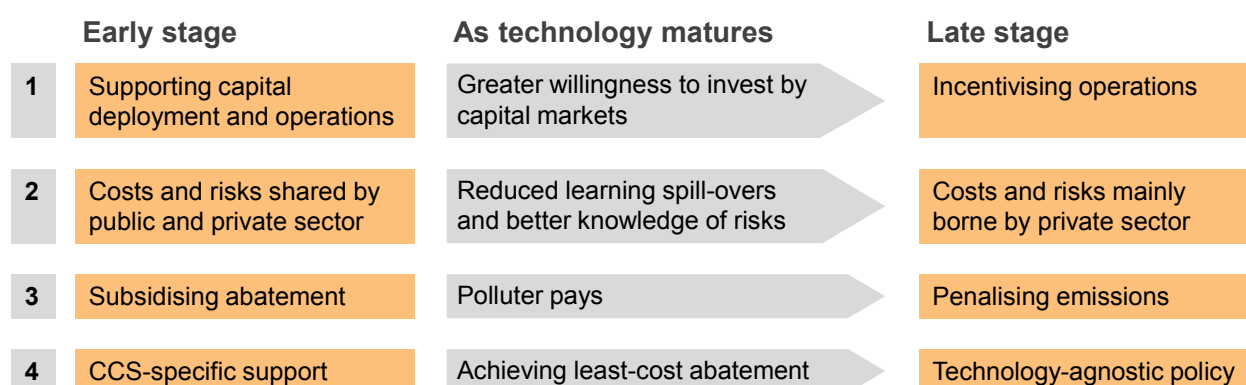 Early stage
As technology matures
Late stage
1
Supporting capital
deployment and operations
Greater willingness to invest by
capital markets
Incentivising operations
2
Costs and risks shared by
public and private sector
Reduced learning spill-overs
and better knowledge of risks
Costs and risks mainly
borne by private sector
3
Subsidising abatement
Polluter pays
Penalising emissions
4
CCS-specific support
Achieving least-cost abatement
Technology-agnostic policy